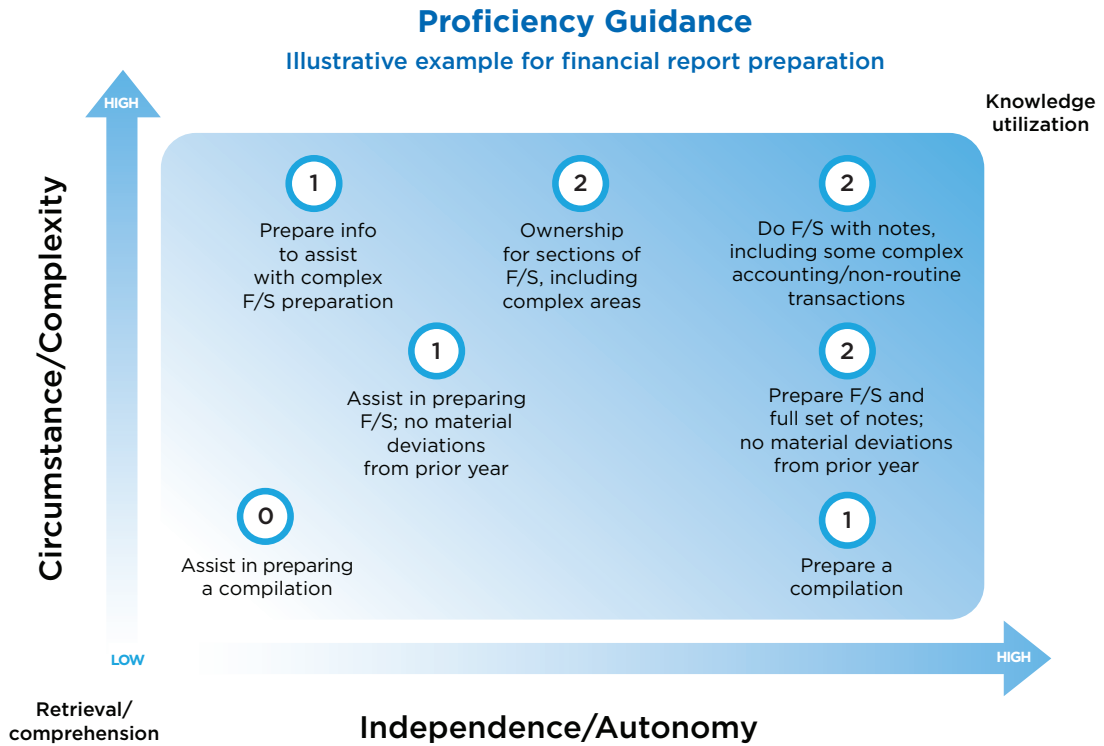 Proficiency Guidance
Illustrative example for financial report preparation
HIGH
Knowledge
utilization
Circumstance/Complexity
1
Prepare info
to assist
with complex
F/S preparation
2
Ownership
for sections of
F/S, including
complex areas
2
Do F/S with notes,
including some complex
accounting/non-routine
transactions
1
Assist in preparing
F/S; no material
deviations
from prior year
2
Prepare F/S and
full set of notes;
no material deviations
from prior year
0
Assist in preparing
a compilation
1
Prepare a
compilation
LOW
HIGH
Retrieval/
comprehension
Independence/Autonomy